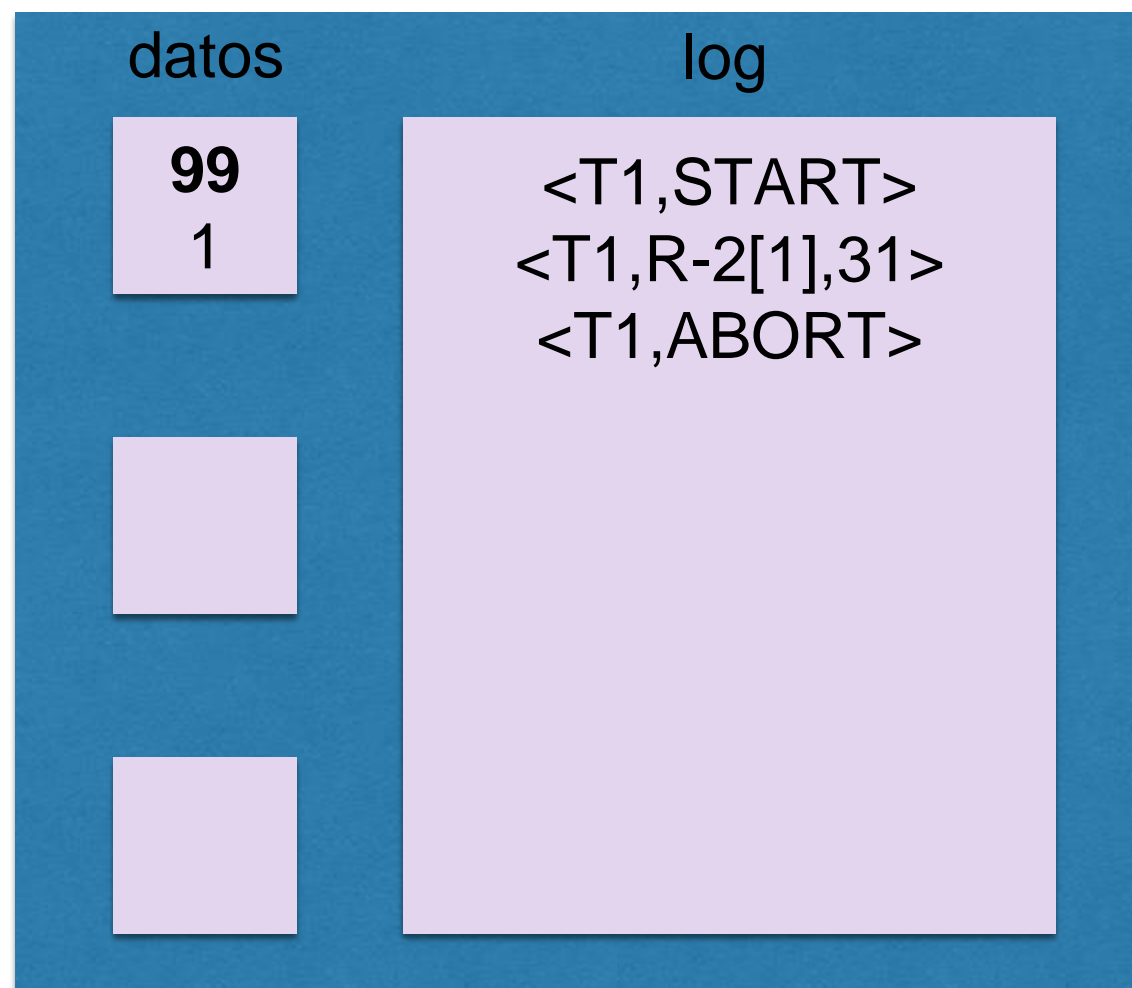 datos
log
99
1
<T1,START>
<T1,R-2[1],31>
<T1,ABORT>